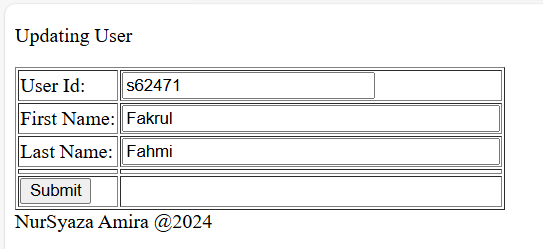 Updating User
User Id: s62471
First Name: Fakrul
Last Name: Fahmi
Submit
NurSyaza Amira @2024